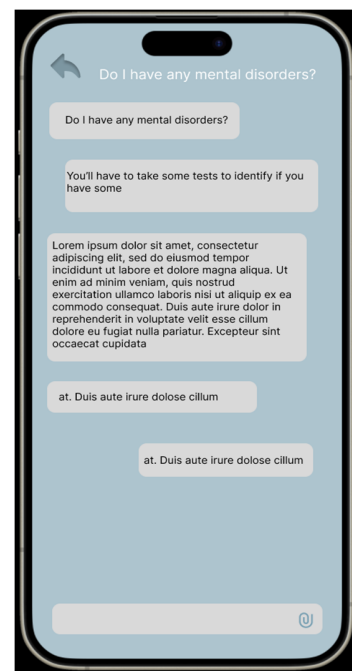 Do I have any mental disorders?
Do I have any mental disorders?
You'll have to take some tests to identify if you
have some
Lorem ipsum dolor sit amet, consectetur
adipiscing elit, sed do eiusmod tempor
incididunt ut labore et dolore magna aliqua. Ut
enim ad minim veniam, quis nostrud
exercitation ullamco laboris nisi ut aliquip ex ea
commodo consequat. Duis aute irure dolor in
reprehenderit in voluptate velit esse cillum
dolore eu fugiat nulla pariatur. Excepteur sint
occaecat cupidata
at. Duis aute irure dolose cillum
at. Duis aute irure dolose cillum